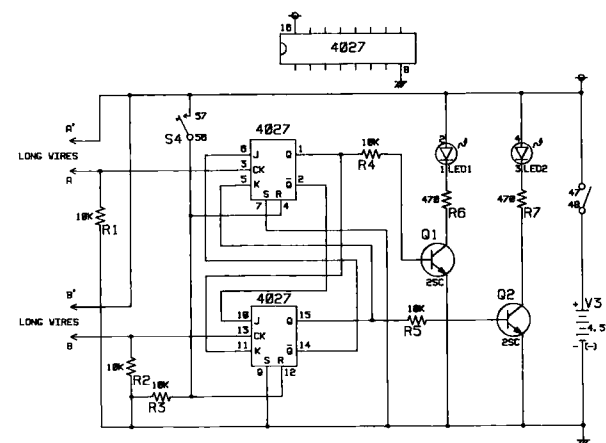 16
4027
8
A'
LONG WIRES
A
10K
R1
B'
LONG WIRES
B
10K
R2
10K
R3
S4
57
56
4027
6 J Q 1
3 CK
5 K Q 2
S R
7 4
10K
R4
4027
10 J Q 15
13 CK
11 K Q 14
S R
9 12
10K
R5
2
1 LED1
470
R6
Q1
2SC
4
3 LED2
470
R7
Q2
2SC
47
48
V3
+
4.5
(-)